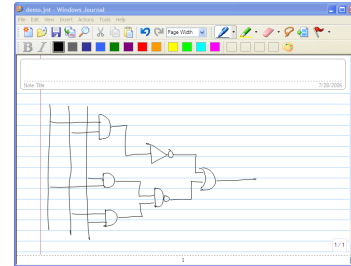 demo.jnt - Windows Journal
File Edit View Insert Actions Tools Help
Page Width
B I
Note Title
7/20/2006
1/1
1